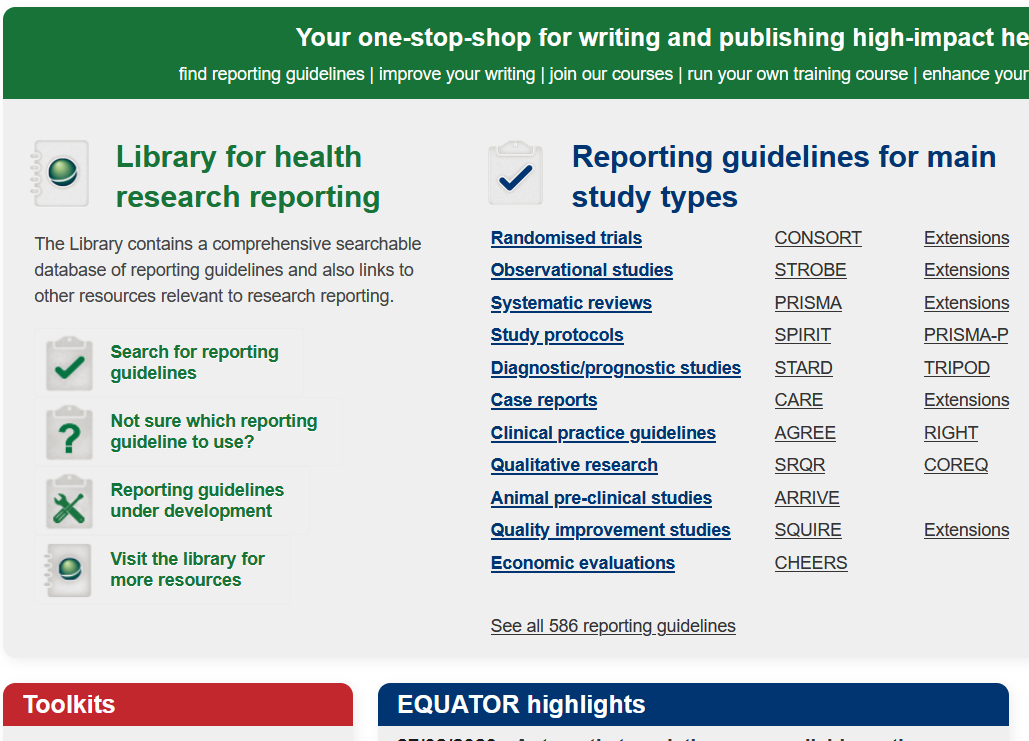 Your one-stop-shop for writing and publishing high-impact he
find reporting guidelines | improve your writing | join our courses | run your own training course | enhance your
Library for health
research reporting
The Library contains a comprehensive searchable
database of reporting guidelines and also links to
other resources relevant to research reporting.
Search for reporting
guidelines
Not sure which reporting
guideline to use?
Reporting guidelines
under development
Visit the library for
more resources
Reporting guidelines for main
study types
Randomised trials CONSORT Extensions
Observational studies STROBE Extensions
Systematic reviews PRISMA Extensions
Study protocols SPIRIT PRISMA-P
Diagnostic/prognostic studies STARD TRIPOD
Case reports CARE Extensions
Clinical practice guidelines AGREE RIGHT
Qualitative research SRQR COREQ
Animal pre-clinical studies ARRIVE
Quality improvement studies SQUIRE Extensions
Economic evaluations CHEERS
See all 586 reporting guidelines
Toolkits
EQUATOR highlights